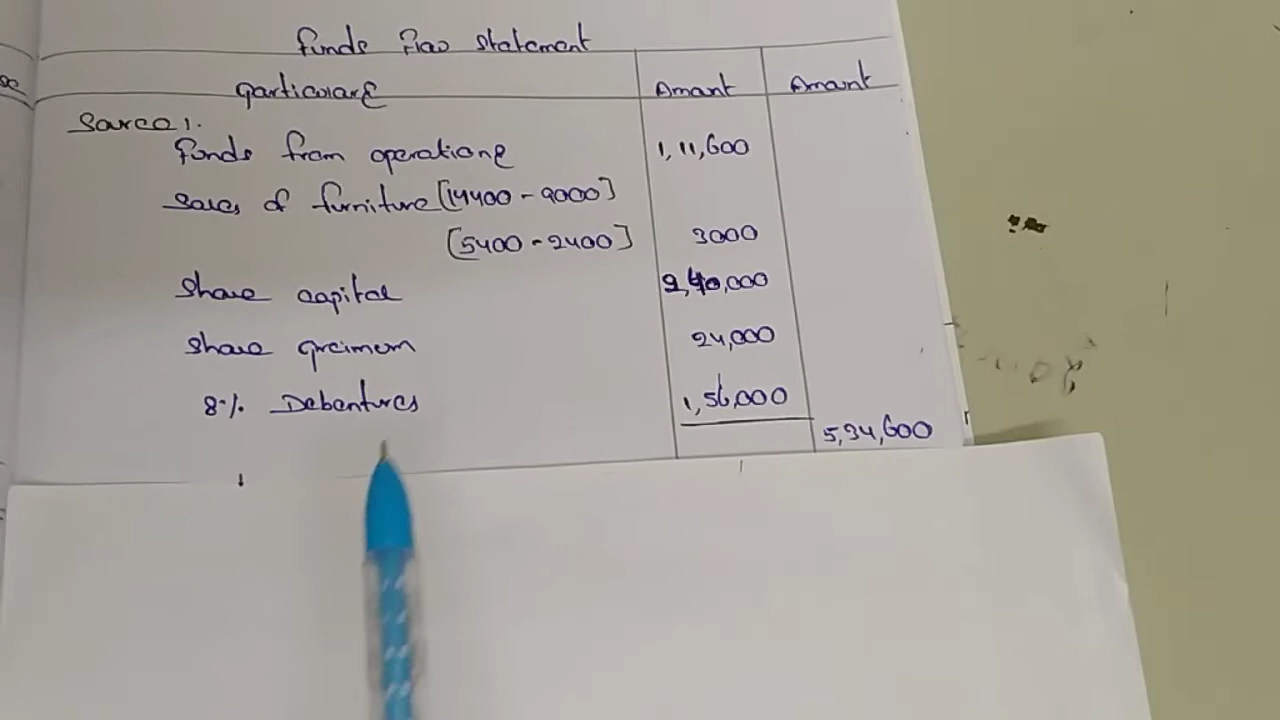 Funds Flow statement
particulars Amount Amount
Sources:
Funds from operations 1,11,600
Sales of furniture [14400 - 9000]
[5400 - 2400] 3000
Share capital 2,40,000
Share premium 24,000
8% Debentures 1,56,000
5,34,600